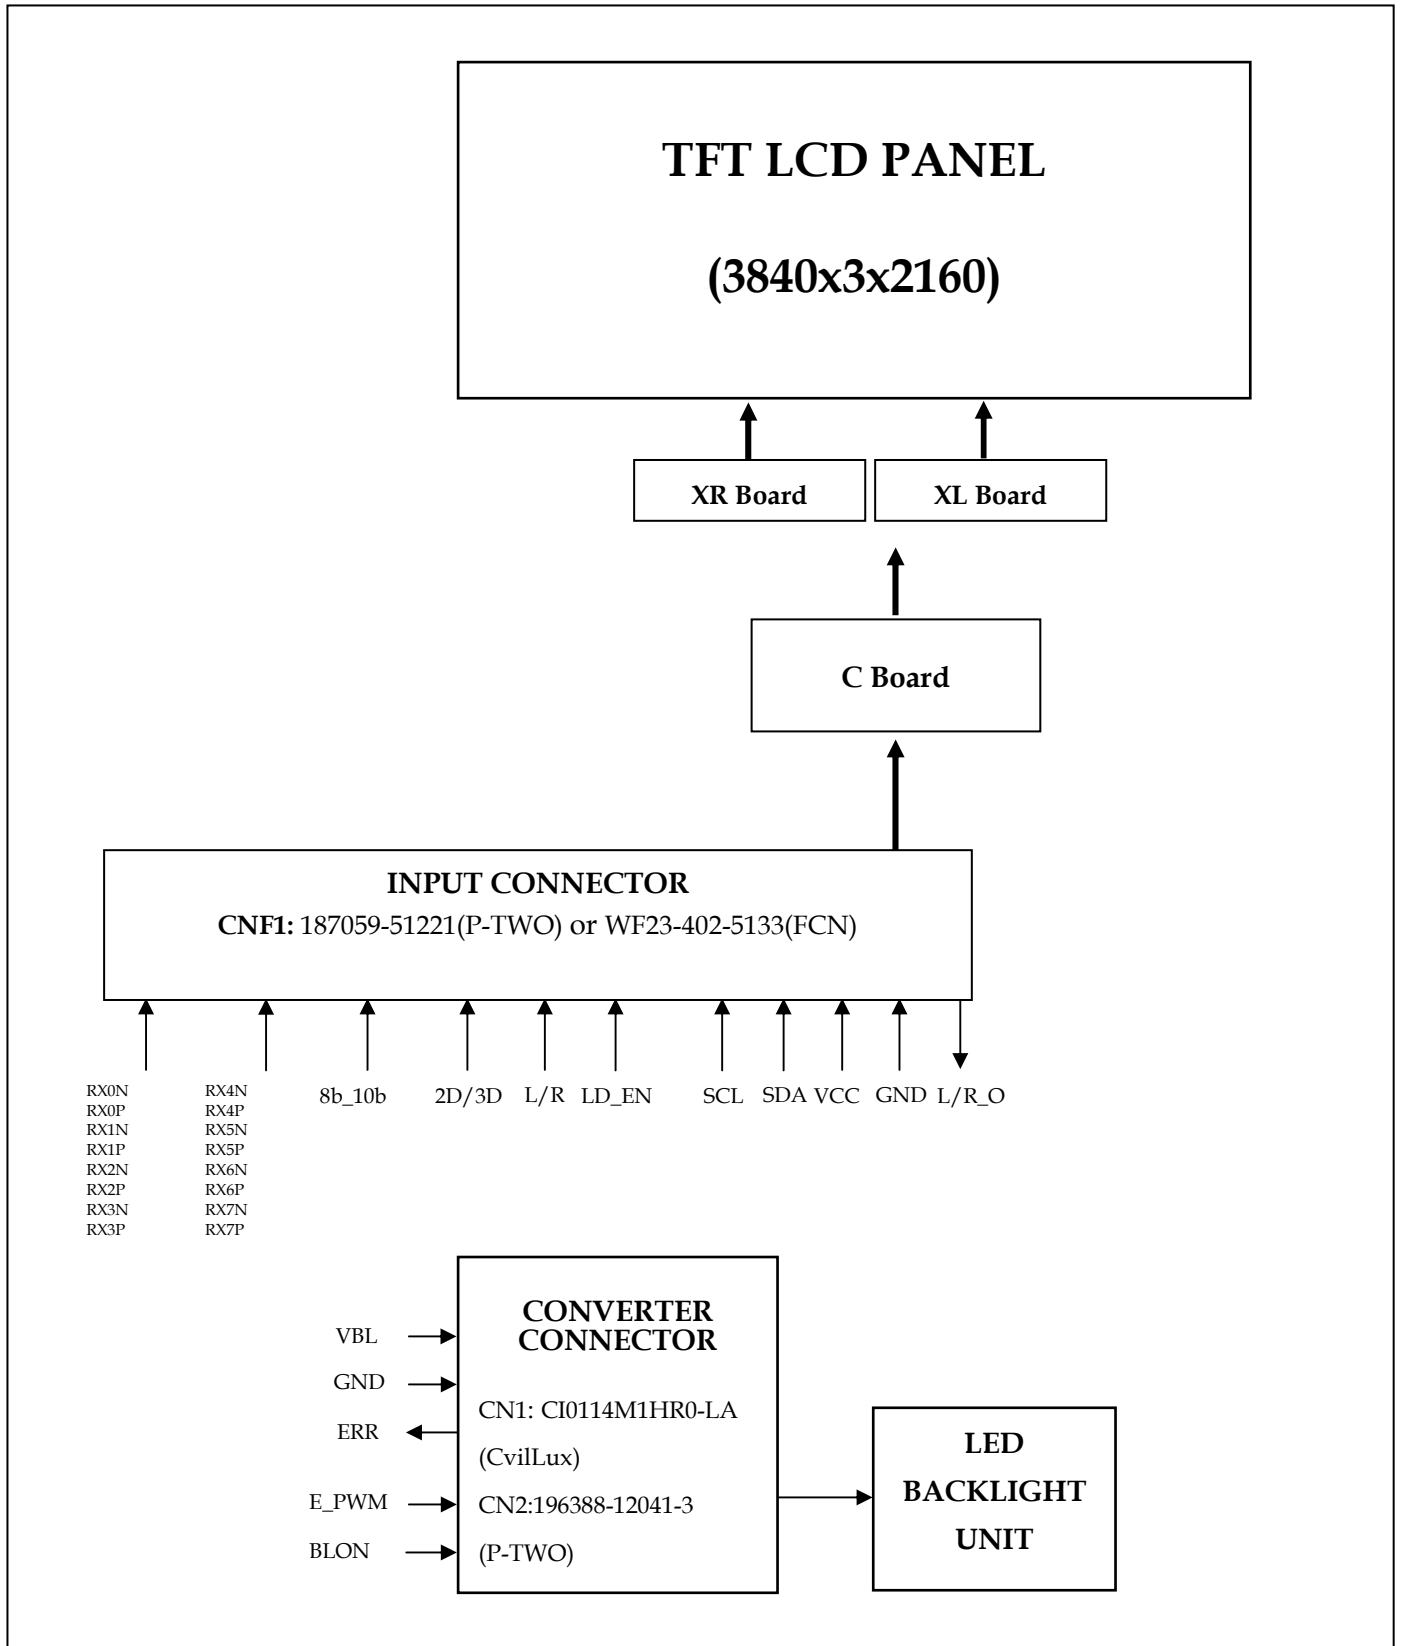 TFT LCD PANEL
(3840x3x2160)
XR Board
XL Board
C Board
INPUT CONNECTOR
CNF1: 187059-51221(P-TWO) or WF23-402-5133(FCN)
RX0N
RX0P
RX1N
RX1P
RX2N
RX2P
RX3N
RX3P
RX4N
RX4P
RX5N
RX5P
RX6N
RX6P
RX7N
RX7P
8b_10b
2D/3D
L/R
LD_EN
SCL
SDA
VCC
GND
L/R_O
VBL
GND
ERR
E_PWM
BLON
CONVERTER
CONNECTOR
CN1: CI0114M1HR0-LA
(CvilLux)
CN2:196388-12041-3
(P-TWO)
LED
BACKLIGHT
UNIT